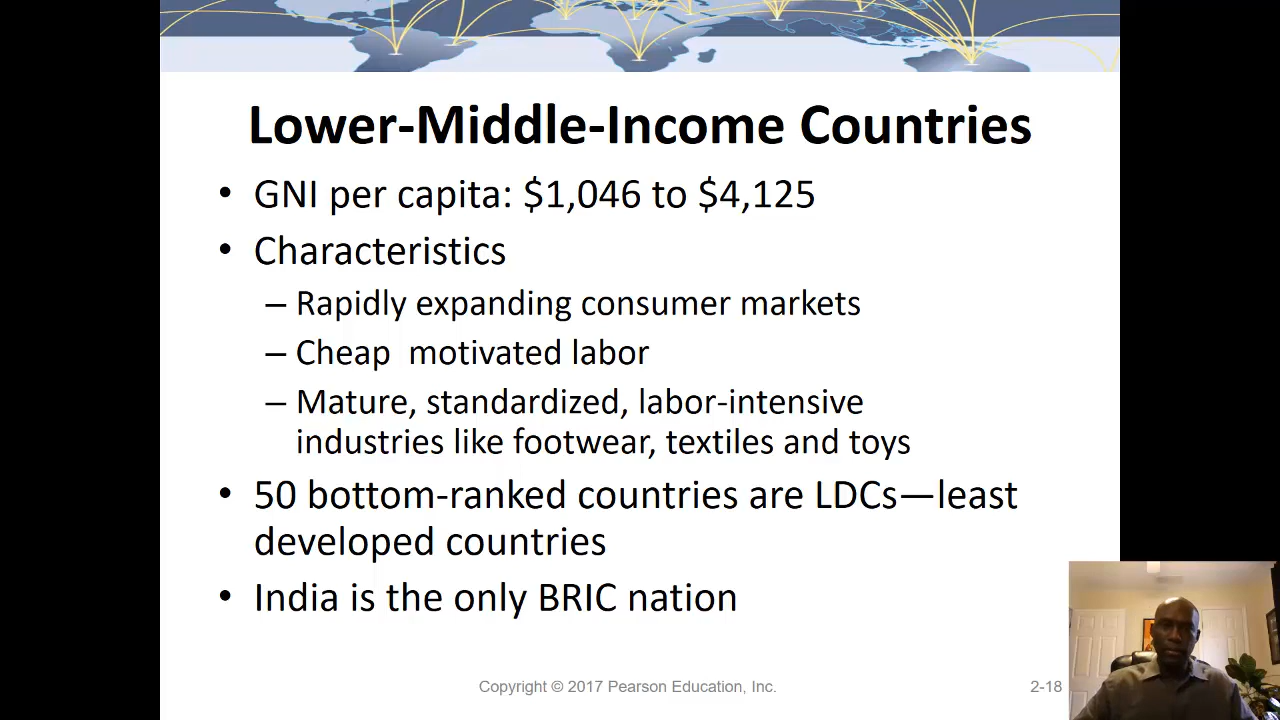 Lower-Middle-Income Countries
• GNI per capita: $1,046 to $4,125
• Characteristics
– Rapidly expanding consumer markets
– Cheap  motivated labor
– Mature, standardized, labor-intensive
industries like footwear, textiles and toys
• 50 bottom-ranked countries are LDCs—least
developed countries
• India is the only BRIC nation
Copyright © 2017 Pearson Education, Inc.
2-18